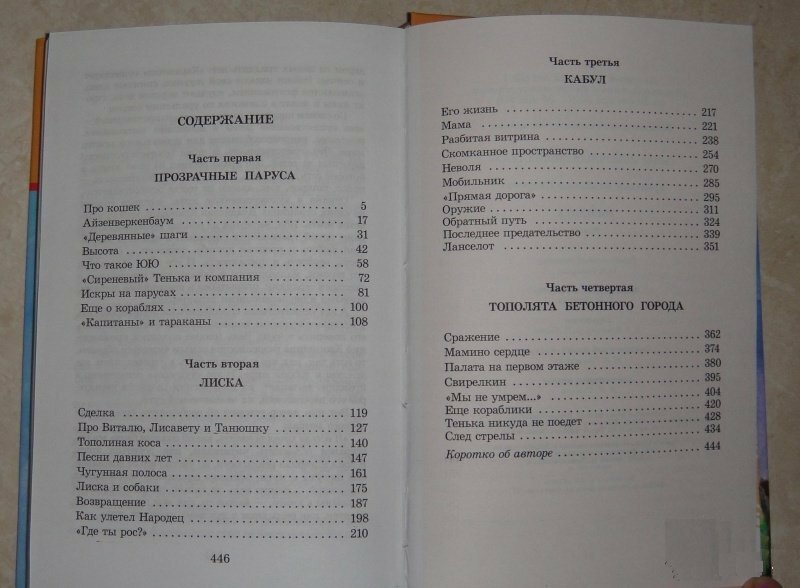 СОДЕРЖАНИЕ
Часть первая
ПРОЗРАЧНЫЕ ПАРУСА
Про кошек 5
Айзенверкенбаум 17
«Деревянные» шаги 31
Высота 42
Что такое ЮЮ 58
«Сиреневый» Тенька и компания 72
Искры на парусах 81
Еще о кораблях 100
«Капитаны» и тараканы 108
Часть вторая
ЛИСКА
Сделка 119
Про Виталю, Лисавету и Танюшку 127
Тополиная коса 140
Песни давних лет 147
Чугунная полоса 161
Лиска и собаки 175
Возвращение 187
Как улетел Народец 198
«Где ты рос?» 210
446
Часть третья
КАБУЛ
Его жизнь 217
Мама 221
Разбитая витрина 238
Скомканное пространство 254
Неволя 270
Мобильник 285
«Прямая дорога» 295
Оружие 311
Обратный путь 324
Последнее предательство 339
Ланселот 351
Часть четвертая
ТОПОЛЯТА БЕТОННОГО ГОРОДА
Сражение 362
Мамино сердце 374
Палата на первом этаже 380
Свирелкин 395
«Мы не умрем...» 404
Еще кораблики 420
Тенька никуда не поедет 428
След стрелы 434
Коротко об авторе 444